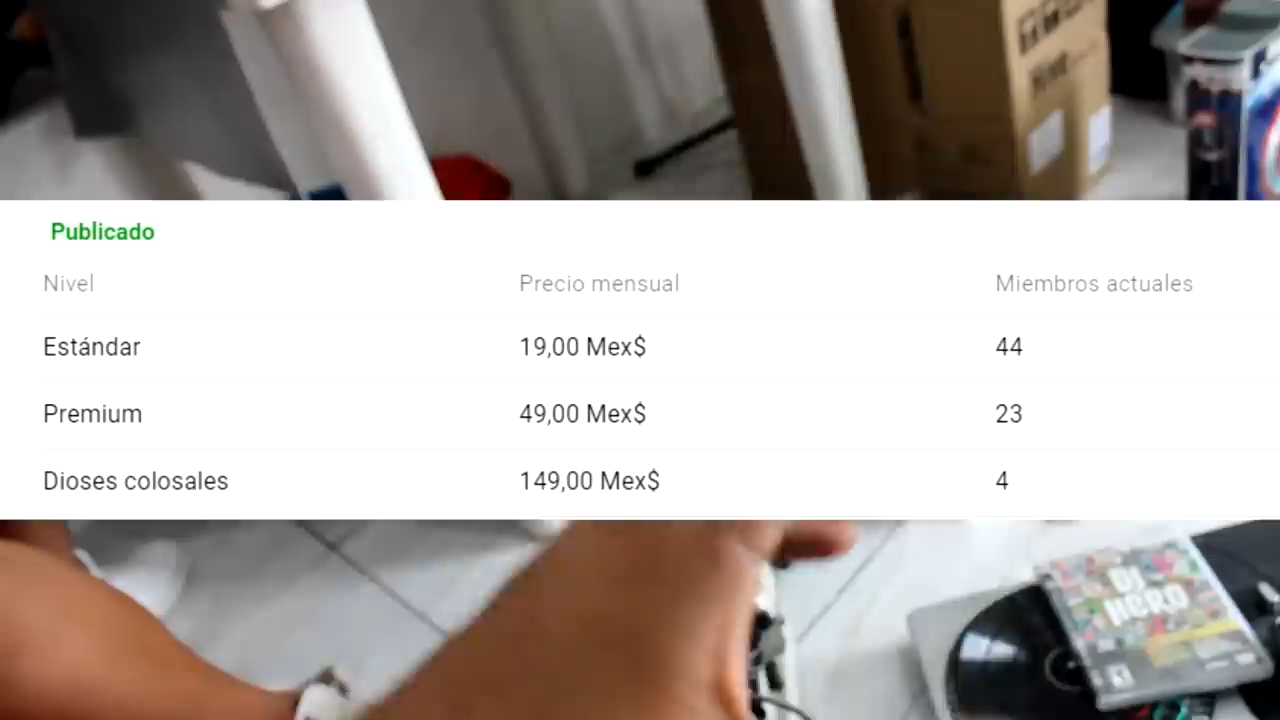 Publicado
Nivel Precio mensual Miembros actuales
Estándar 19,00 Mex$ 44
Premium 49,00 Mex$ 23
Dioses colosales 149,00 Mex$ 4
DJ
HERO